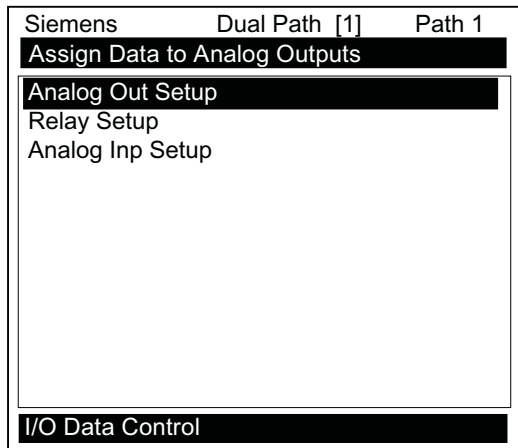 Siemens Dual Path [1] Path 1
Assign Data to Analog Outputs
Analog Out Setup
Relay Setup
Analog Inp Setup
I/O Data Control